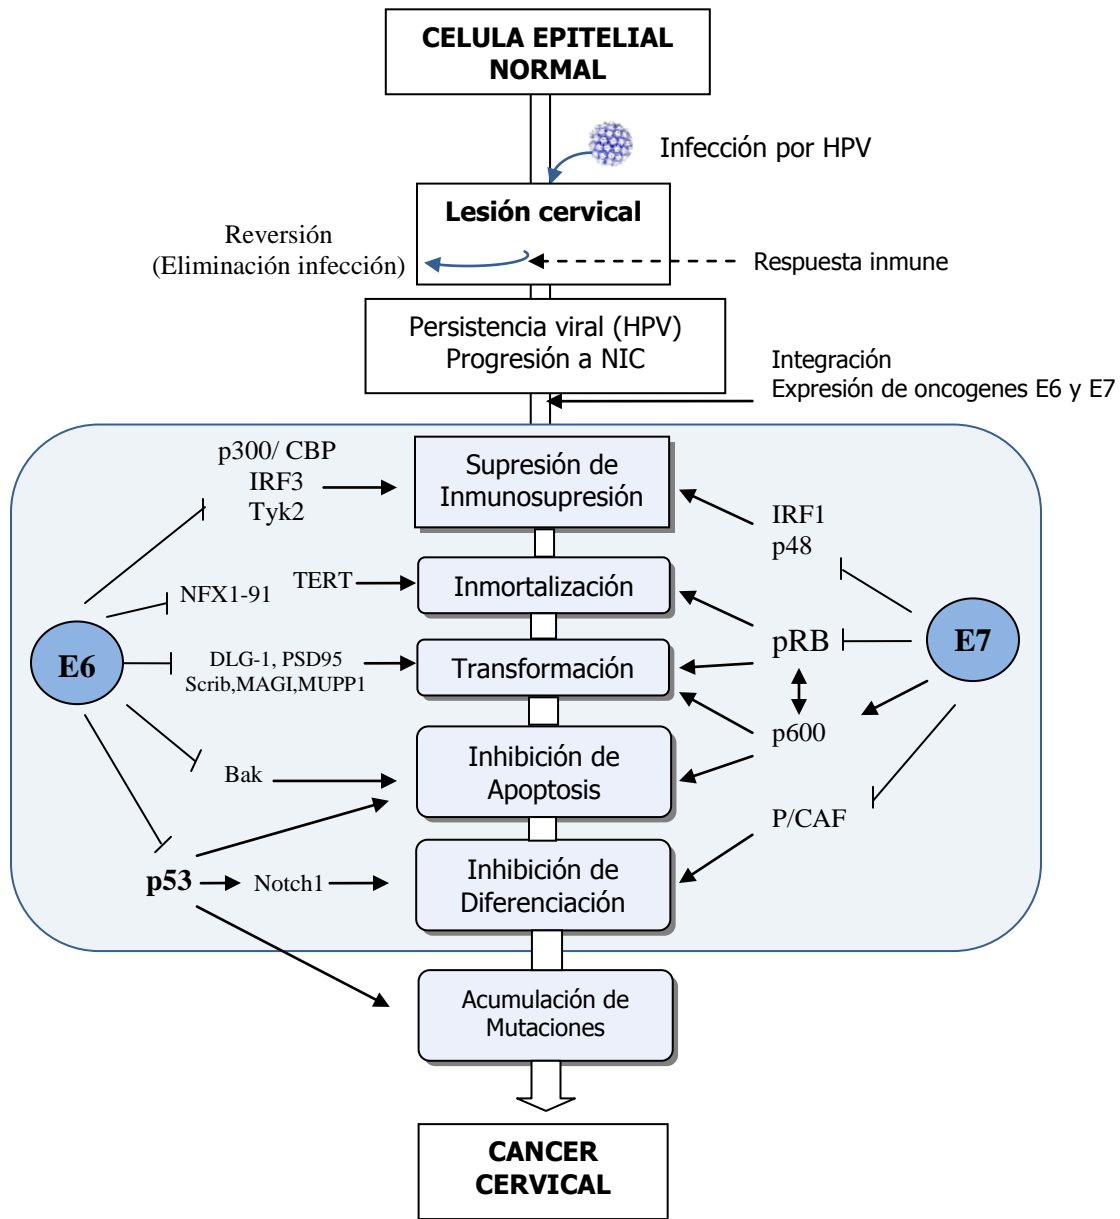 CELULA EPITELIAL
NORMAL
Infección por HPV
Lesión cervical
Reversión
(Eliminación infección)
Respuesta inmune
Persistencia viral (HPV)
Progresión a NIC
Integración
Expresión de oncogenes E6 y E7
p300/ CBP
IRF3
Tyk2
Supresión de
Inmunosupresión
IRF1
p48
NFX1-91
TERT
Inmortalización
E6
DLG-1, PSD95
Scrib,MAGI,MUPP1
Transformación
pRB
E7
p600
Bak
Inhibición de
Apoptosis
P/CAF
p53
Notch1
Inhibición de
Diferenciación
Acumulación de
Mutaciones
CANCER
CERVICAL